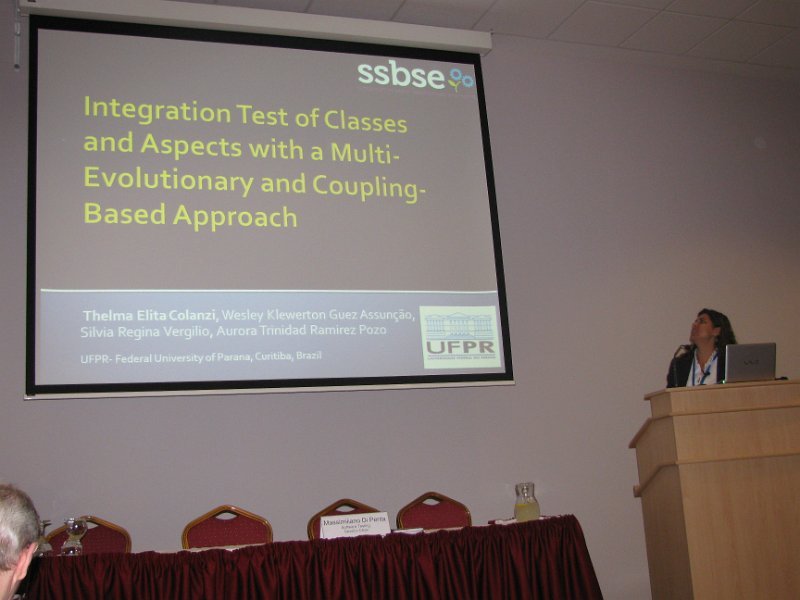 ssbse
Integration Test of Classes
and Aspects with a Multi-
Evolutionary and Coupling-
Based Approach
Thelma Elita Colanzi, Wesley Klewerton Guez Assunção,
Silvia Regina Vergilio, Aurora Trinidad Ramirez Pozo
UFPR- Federal University of Parana, Curitiba, Brazil
UFPR
Massimiliano Di Penta